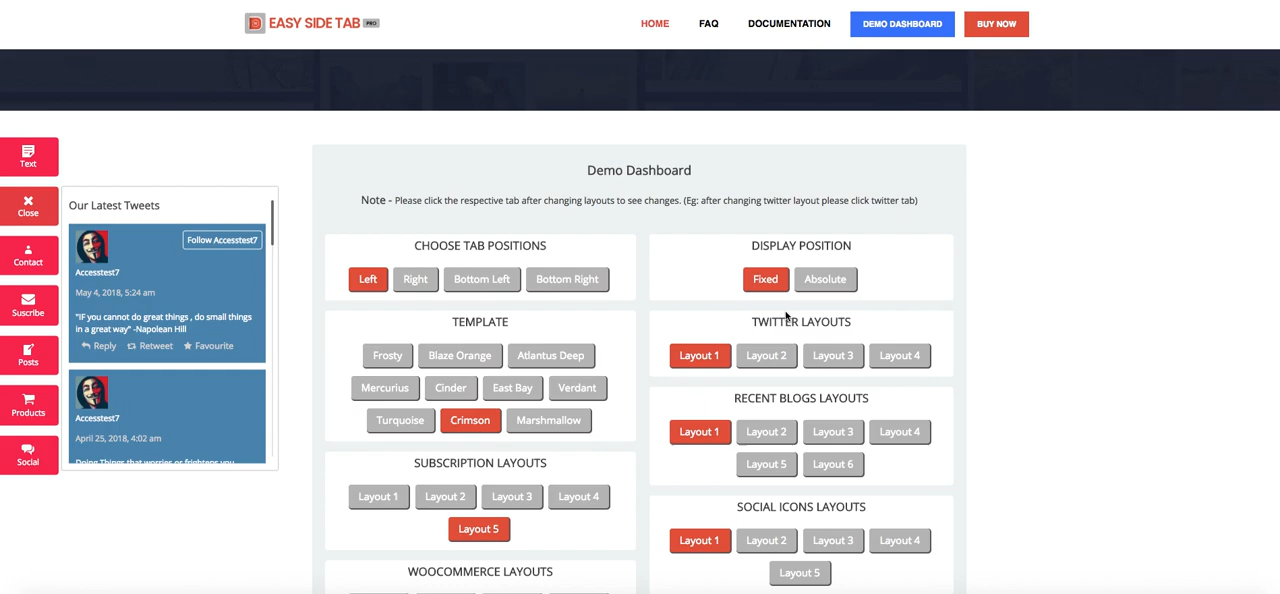 EASY SIDE TAB PRO
HOME FAQ DOCUMENTATION DEMO DASHBOARD BUY NOW
Text
Close
Contact
Suscribe
Posts
Products
Social
Our Latest Tweets
Follow Accesstest7
Accesstest7
May 4, 2018, 5:24 am
"IF you cannot do great things , do small things
in a great way" -Napolean Hill
Reply Retweet Favourite
Accesstest7
April 25, 2018, 4:02 am
Doing Things that worries or frightens you
Demo Dashboard
Note - Please click the respective tab after changing layouts to see changes. (Eg: after changing twitter layout please click twitter tab)
CHOOSE TAB POSITIONS
Left Right Bottom Left Bottom Right
TEMPLATE
Frosty Blaze Orange Atlantus Deep
Mercurius Cinder East Bay Verdant
Turquoise Crimson Marshmallow
SUBSCRIPTION LAYOUTS
Layout 1 Layout 2 Layout 3 Layout 4
Layout 5
WOOCOMMERCE LAYOUTS
DISPLAY POSITION
Fixed Absolute
TWITTER LAYOUTS
Layout 1 Layout 2 Layout 3 Layout 4
RECENT BLOGS LAYOUTS
Layout 1 Layout 2 Layout 3 Layout 4
Layout 5 Layout 6
SOCIAL ICONS LAYOUTS
Layout 1 Layout 2 Layout 3 Layout 4
Layout 5